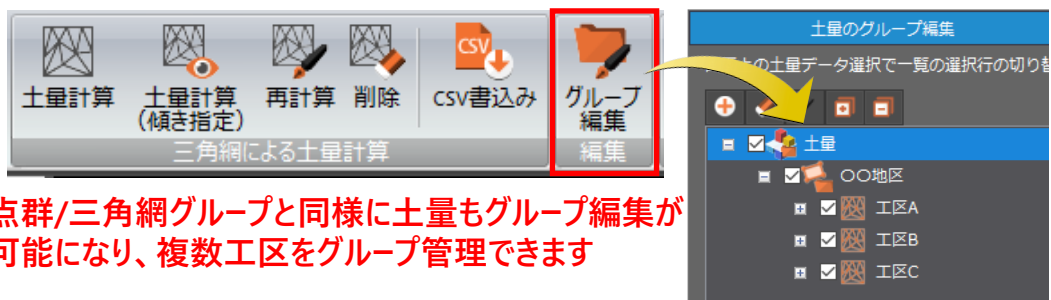 土量計算
土量計算
(傾き指定)
再計算
削除
CSV
CSV書込み
グループ
編集
三角網による土量計算
編集
点群/三角網グループと同様に土量もグループ編集が
可能になり、複数工区をグループ管理できます
土量のグループ編集
の土量データ選択で一覧の選択行の切り替
土量
〇〇地区
工区A
工区B
工区C